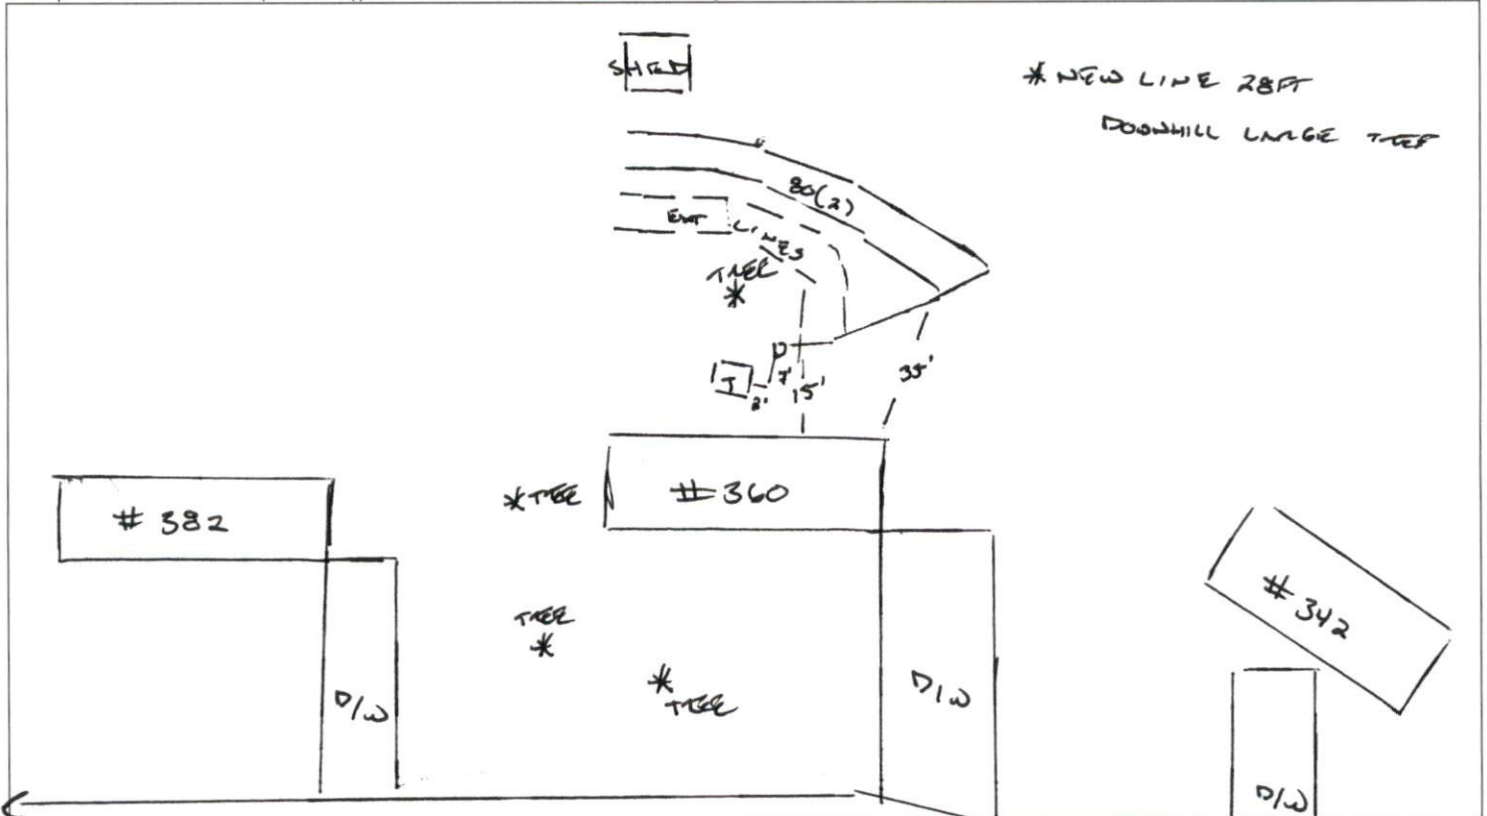 SHED
* NEW LINE 28FT
DOWNHILL LARGE TREE
80(2)
EXIT
LINES
TREE
*
D
T
7'
2'
15'
35'
*TREE
# 360
# 382
# 342
TREE
*
*
TREE
D/W
D/W
D/W